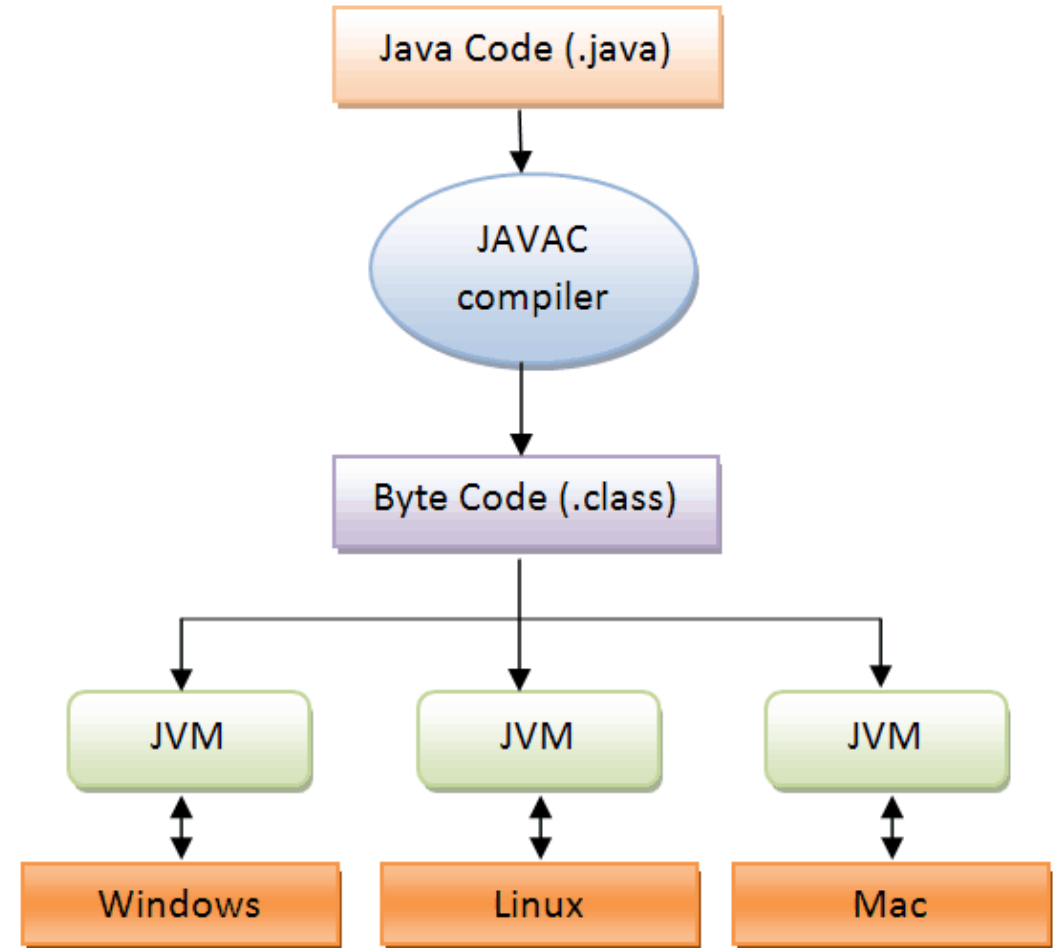 Java Code (.java)
JAVAC
compiler
Byte Code (.class)
JVM
JVM
JVM
Windows
Linux
Mac